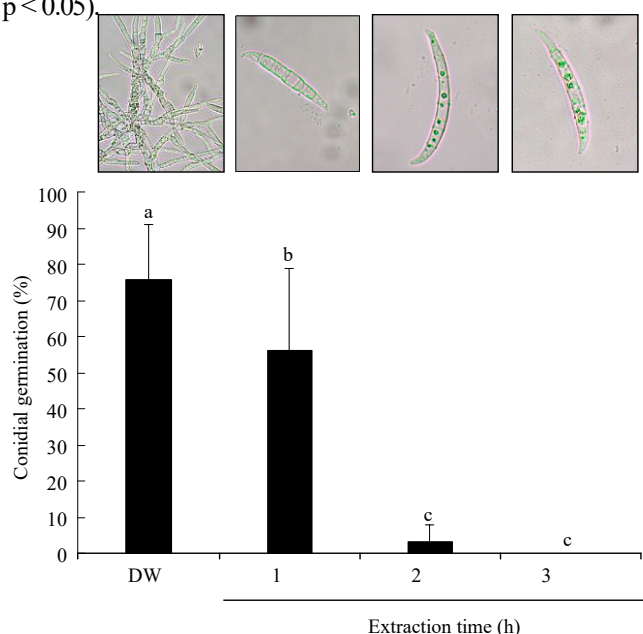 p < 0.05).
100
90
80
70
60
50
40
30
20
10
0
Conidial germination (%)
a
b
c
c
DW 1 2 3
Extraction time (h)